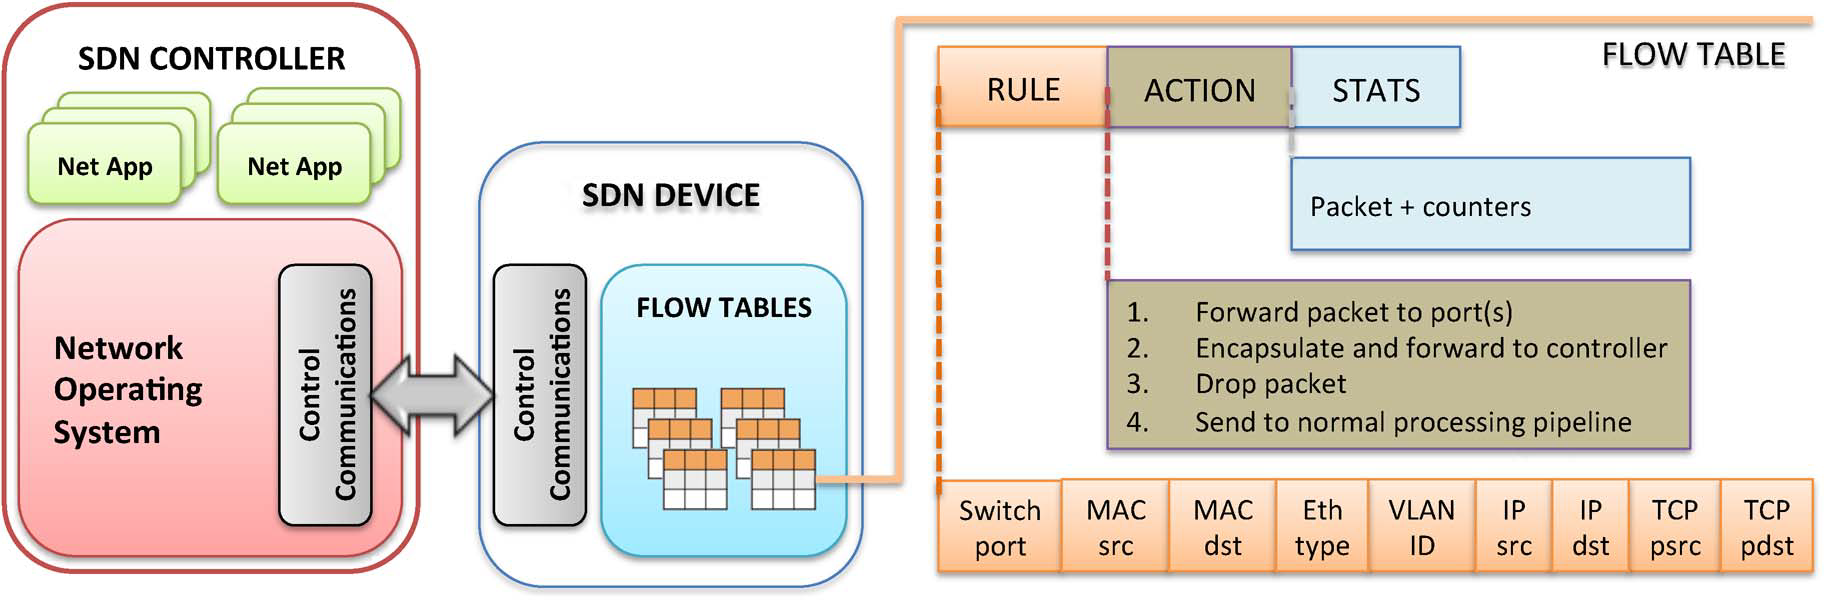 SDN CONTROLLER
Net App
Net App
Network
Operating
System
Control
Communications
SDN DEVICE
Control
Communications
FLOW TABLES
FLOW TABLE
RULE
ACTION
STATS
Packet + counters
1. Forward packet to port(s)
2. Encapsulate and forward to controller
3. Drop packet
4. Send to normal processing pipeline
Switch
port
MAC
src
MAC
dst
Eth
type
VLAN
ID
IP
src
IP
dst
TCP
psrc
TCP
pdst